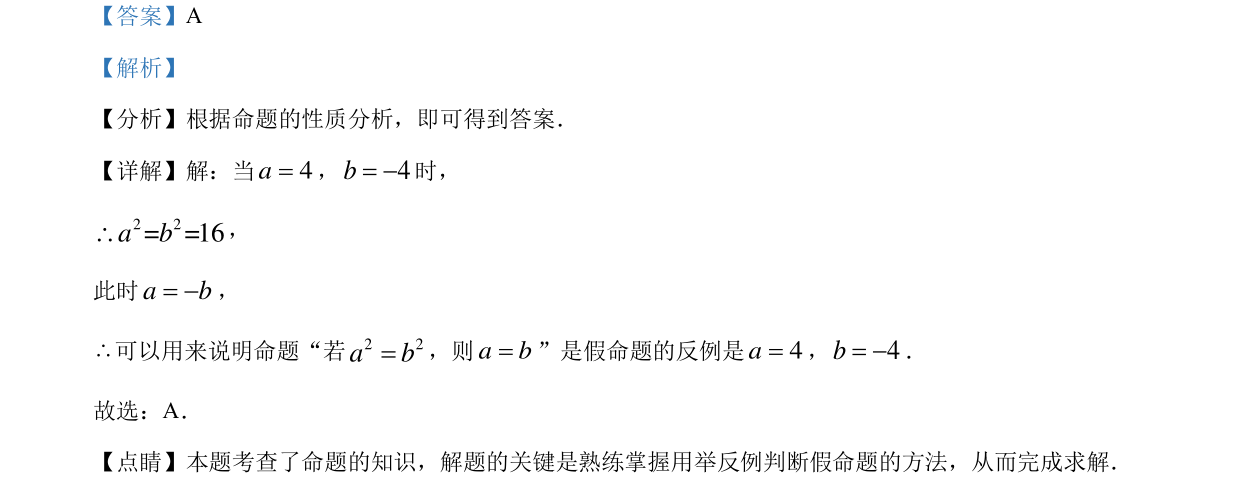 【答案】A
【解析】
【分析】根据命题的性质分析，即可得到答案．
【详解】解：当a = 4，b = −4时，
∴a²=b²=16，
此时a = −b，
∴可以用来说明命题“若a² = b²，则a = b”是假命题的反例是a = 4，b = −4．
故选：A．
【点睛】本题考查了命题的知识，解题的关键是熟练掌握用举反例判断假命题的方法，从而完成求解．